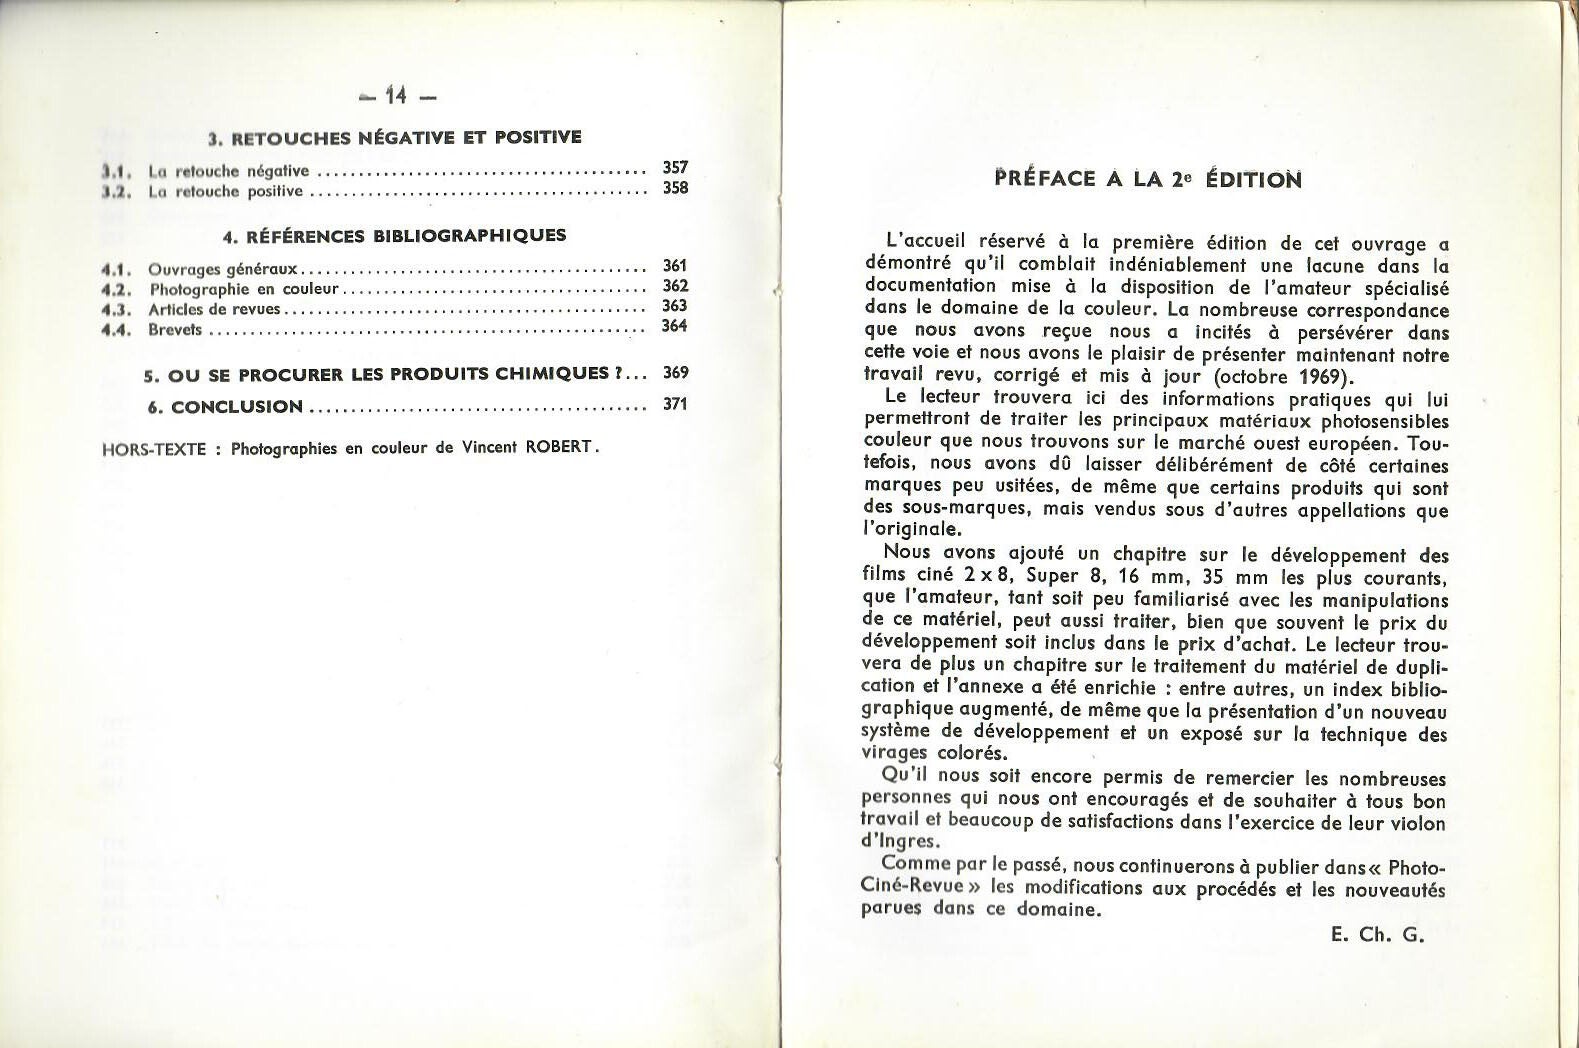 — 14 —
3. RETOUCHES NÉGATIVE ET POSITIVE
3.1. La retouche négative ........................................ 357
3.2. La retouche positive ......................................... 358
4. RÉFÉRENCES BIBLIOGRAPHIQUES
4.1. Ouvrages généraux.......................................... 361
4.2. Photographie en couleur..................................... 362
4.3. Articles de revues............................................ 363
4.4. Brevets ..................................................... 364
5. OU SE PROCURER LES PRODUITS CHIMIQUES ?... 369
6. CONCLUSION ......................................... 371
HORS-TEXTE : Photographies en couleur de Vincent ROBERT.
PRÉFACE A LA 2e ÉDITION
L'accueil réservé à la première édition de cet ouvrage a
démontré qu'il comblait indéniablement une lacune dans la
documentation mise à la disposition de l'amateur spécialisé
dans le domaine de la couleur. La nombreuse correspondance
que nous avons reçue nous a incités à persévérer dans
cette voie et nous avons le plaisir de présenter maintenant notre
travail revu, corrigé et mis à jour (octobre 1969).
Le lecteur trouvera ici des informations pratiques qui lui
permettront de traiter les principaux matériaux photosensibles
couleur que nous trouvons sur le marché ouest européen. Tou-
tefois, nous avons dû laisser délibérément de côté certaines
marques peu usitées, de même que certains produits qui sont
des sous-marques, mais vendus sous d'autres appellations que
l'originale.
Nous avons ajouté un chapitre sur le développement des
films ciné 2 x 8, Super 8, 16 mm, 35 mm les plus courants,
que l'amateur, tant soit peu familiarisé avec les manipulations
de ce matériel, peut aussi traiter, bien que souvent le prix du
développement soit inclus dans le prix d'achat. Le lecteur trou-
vera de plus un chapitre sur le traitement du matériel de dupli-
cation et l'annexe a été enrichie : entre autres, un index biblio-
graphique augmenté, de même que la présentation d'un nouveau
système de développement et un exposé sur la technique des
virages colorés.
Qu'il nous soit encore permis de remercier les nombreuses
personnes qui nous ont encouragés et de souhaiter à tous bon
travail et beaucoup de satisfactions dans l'exercice de leur violon
d'Ingres.
Comme par le passé, nous continuerons à publier dans« Photo-
Ciné-Revue » les modifications aux procédés et les nouveautés
parues dans ce domaine.
E. Ch. G.